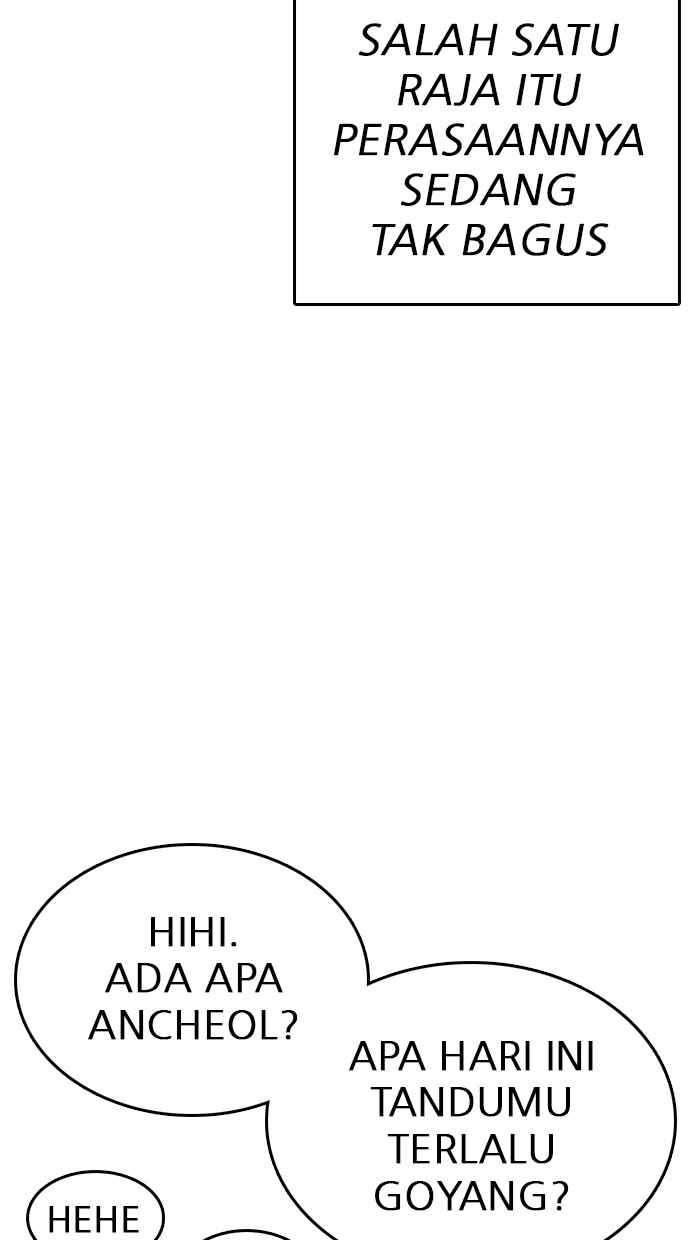 SALAH SATU
RAJA ITU
PERASAANNYA
SEDANG
TAK BAGUS
HIHI.
ADA APA
ANCHEOL?
APA HARI INI
TANDUMU
TERLALU
GOYANG?
HEHE